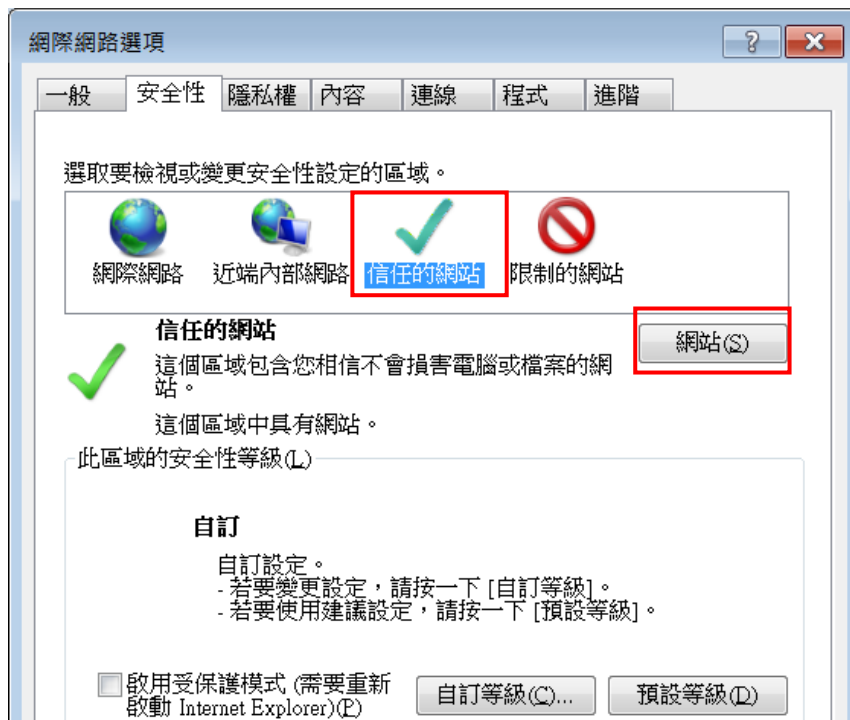 網際網路選項
一般 安全性 隱私權 內容 連線 程式 進階
選取要檢視或變更安全性設定的區域。
網際網路 近端內部網路 信任的網站 限制的網站
信任的網站
網站(S)
這個區域包含您相信不會損害電腦或檔案的網
站。
這個區域中具有網站。
此區域的安全性等級(L)
自訂
自訂設定。
- 若要變更設定，請按一下 [自訂等級]。
- 若要使用建議設定，請按一下 [預設等級]。
啟用受保護模式 (需要重新
啟動 Internet Explorer)(P)
自訂等級(C)... 預設等級(D)